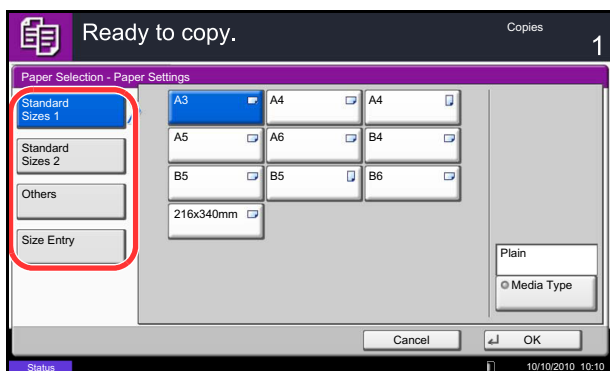 Ready to copy.
Copies
1
Paper Selection - Paper Settings
Standard
Sizes 1
Standard
Sizes 2
Others
Size Entry
A3
A4
A4
A5
A6
B4
B5
B5
B6
216x340mm
Plain
Media Type
Cancel
OK
Status
10/10/2010 10:10